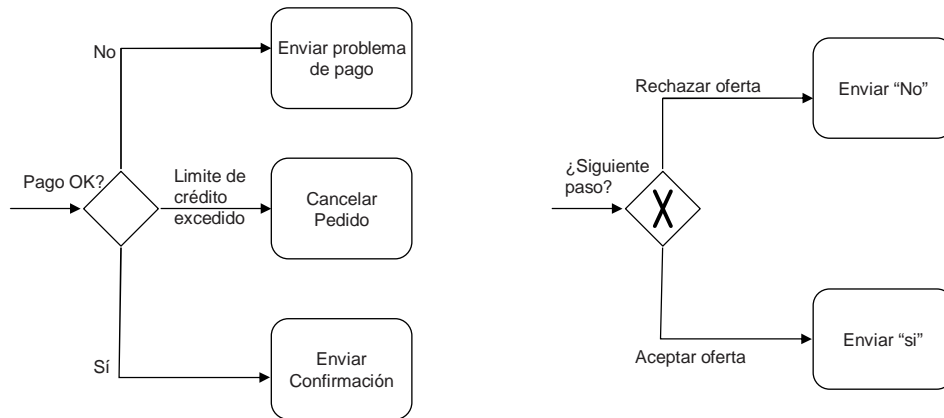 No
Enviar problema
de pago
Pago OK?
Limite de
crédito
excedido
Cancelar
Pedido
Sí
Enviar
Confirmación
Rechazar oferta
Enviar “No”
¿Siguiente
paso?
X
Aceptar oferta
Enviar “si”